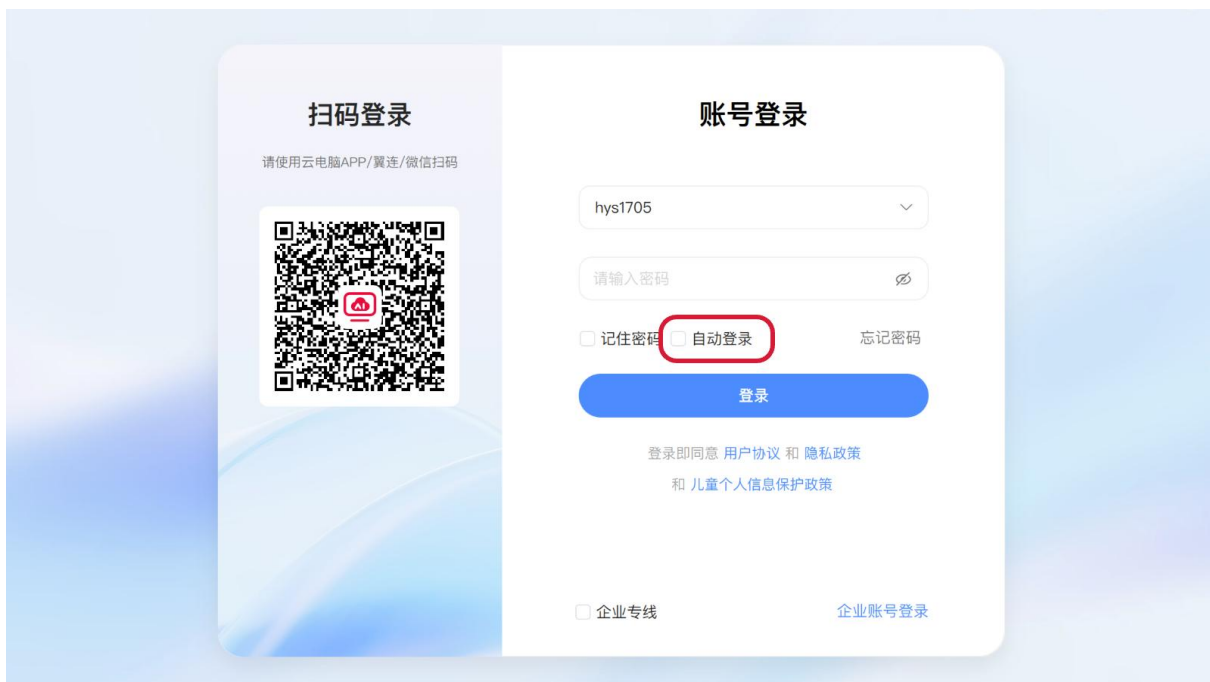 扫码登录
请使用云电脑APP/翼连/微信扫码
AI
账号登录
hys1705
请输入密码
记住密码 自动登录 忘记密码
登录
登录即同意 用户协议 和 隐私政策
和 儿童个人信息保护政策
企业专线 企业账号登录